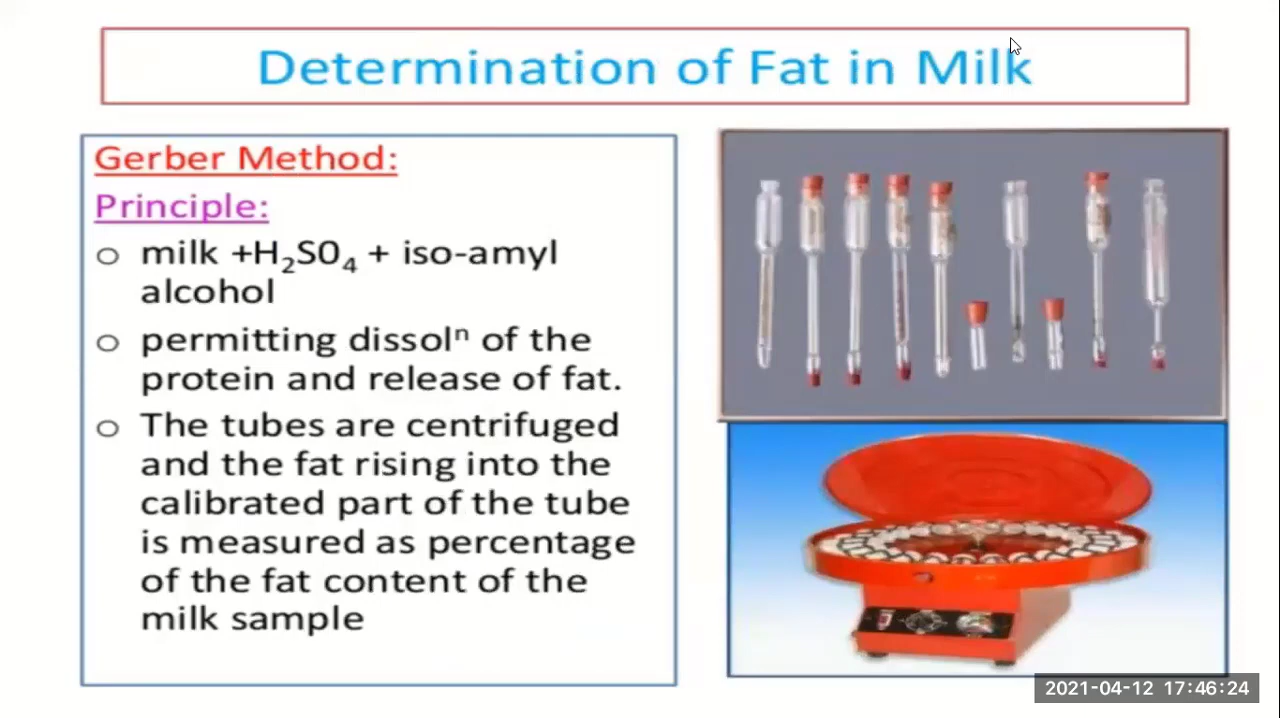 Determination of Fat in Milk
Gerber Method:
Principle:
o milk +H₂S0₄ + iso-amyl
alcohol
o permitting dissolⁿ of the
protein and release of fat.
o The tubes are centrifuged
and the fat rising into the
calibrated part of the tube
is measured as percentage
of the fat content of the
milk sample
2021-04-12 17:46:24